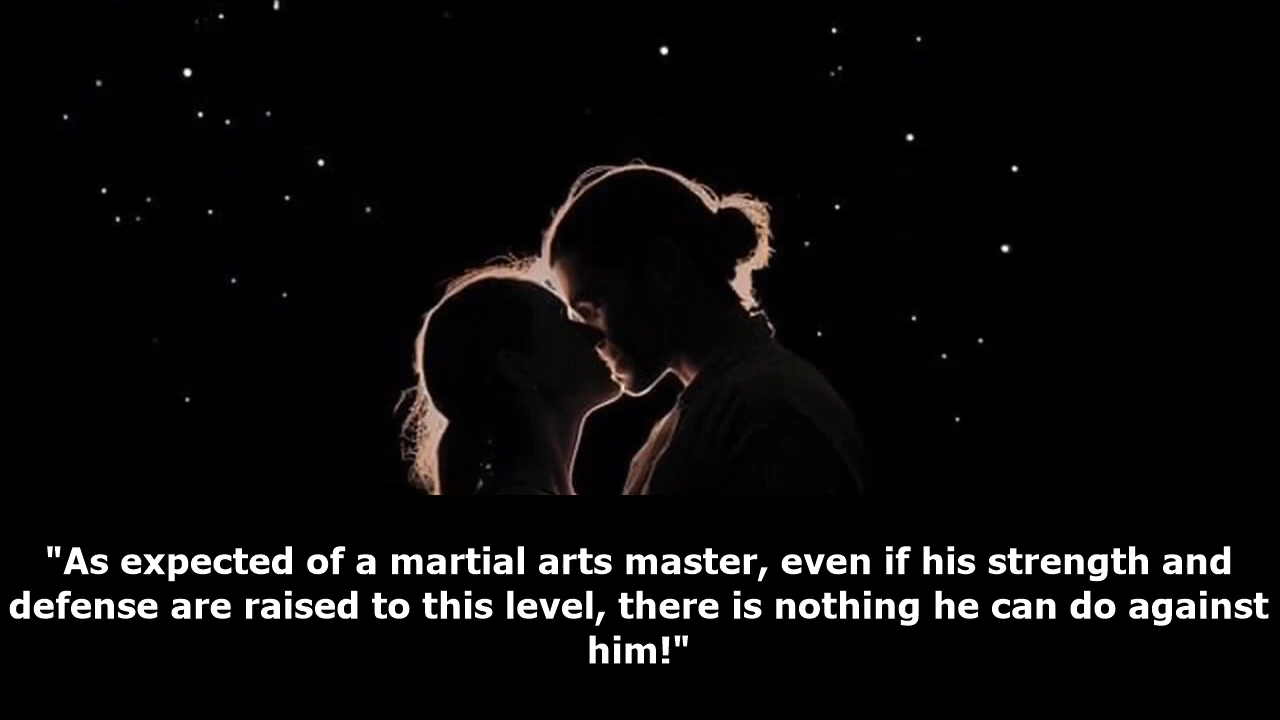 "As expected of a martial arts master, even if his strength and
defense are raised to this level, there is nothing he can do against
him!"